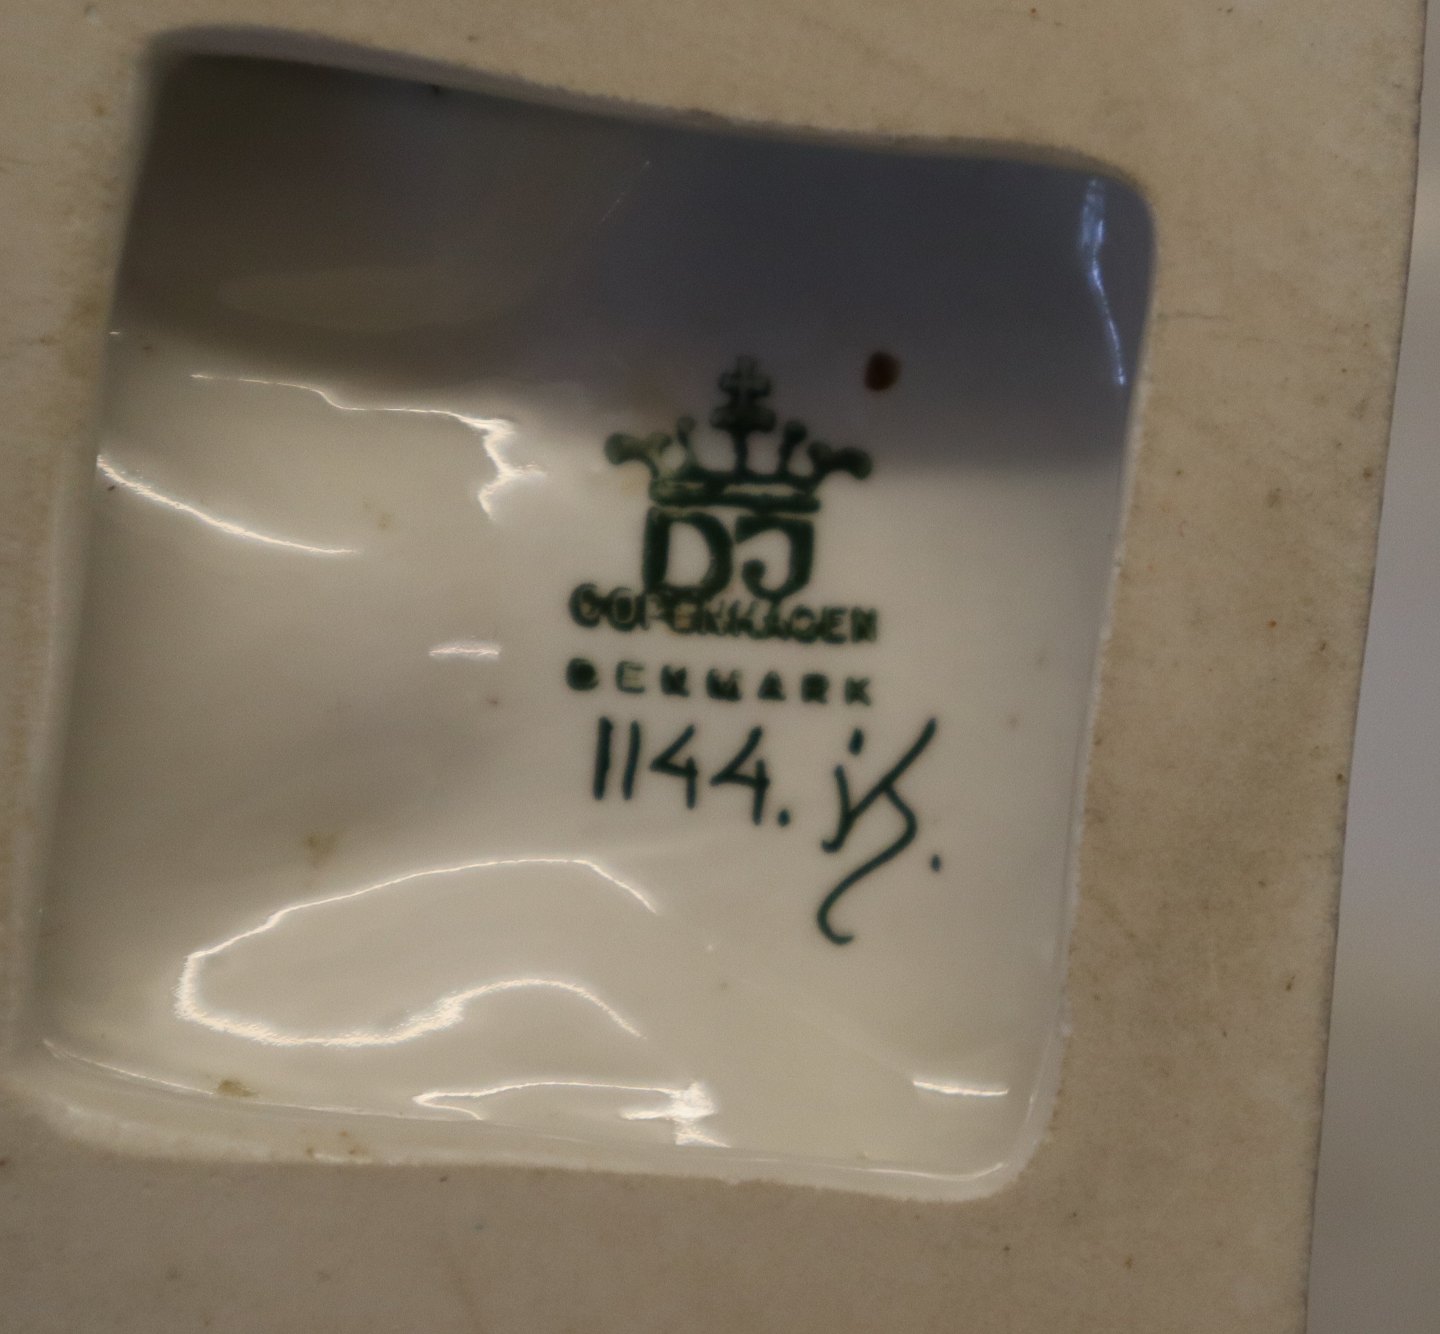 DJ
COPENHAGEN
DENMARK
1144.